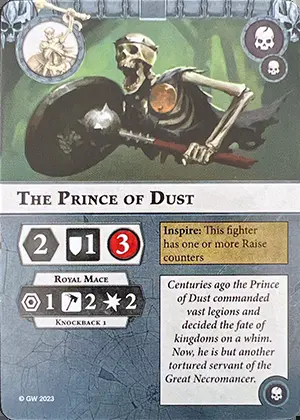 THE PRINCE OF DUST
2 1 3
Inspire: This fighter
has one or more Raise
counters
ROYAL MACE
1 2 2
KNOCKBACK 1
Centuries ago the Prince
of Dust commanded
vast legions and
decided the fate of
kingdoms on a whim.
Now, he is but another
tortured servant of the
Great Necromancer.
© GW 2023